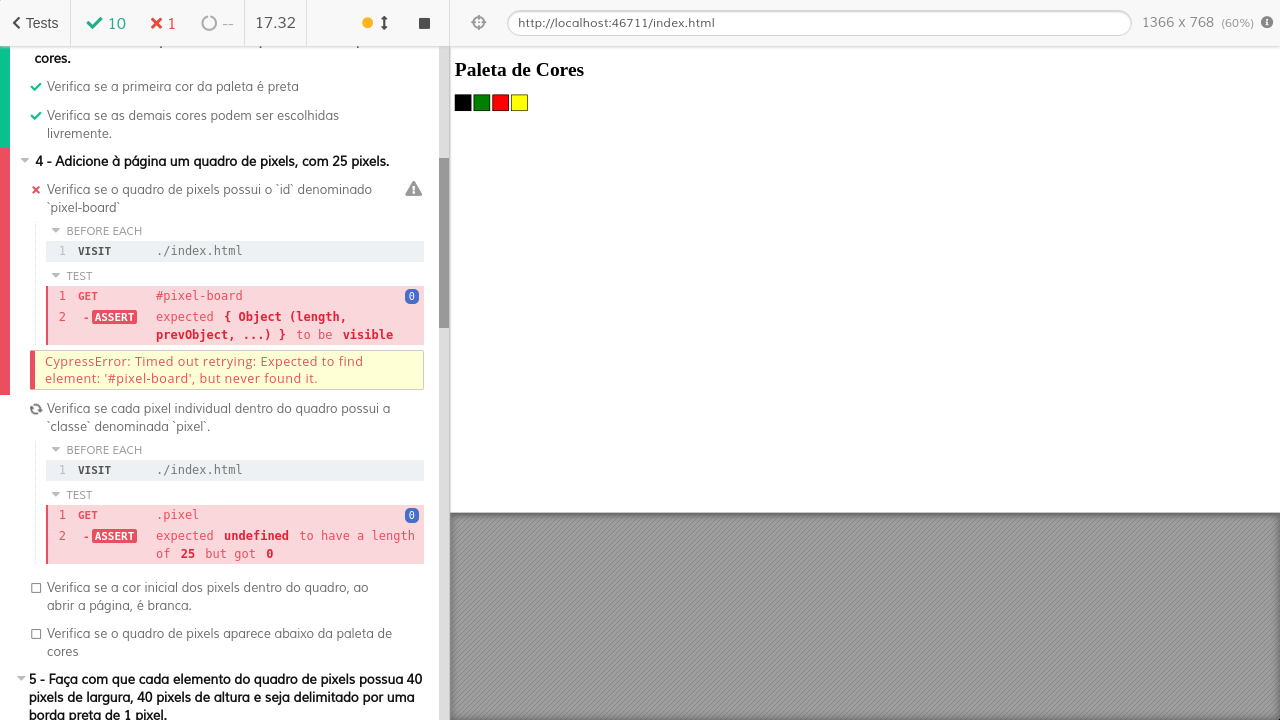 Tests
10
1
--
17.32
http://localhost:46711/index.html
1366 x 768 (60%)
cores.
Verifica se a primeira cor da paleta é preta
Verifica se as demais cores podem ser escolhidas
livremente.
4 - Adicione à página um quadro de pixels, com 25 pixels.
Verifica se o quadro de pixels possui o `id` denominado
`pixel-board`
BEFORE EACH
1 VISIT ./index.html
TEST
1 GET #pixel-board 0
2 - ASSERT expected { Object (length,
prevObject, ...) } to be visible
CypressError: Timed out retrying: Expected to find
element: '#pixel-board', but never found it.
Verifica se cada pixel individual dentro do quadro possui a
`classe` denominada `pixel`.
BEFORE EACH
1 VISIT ./index.html
TEST
1 GET .pixel 0
2 - ASSERT expected undefined to have a length
of 25 but got 0
Verifica se a cor inicial dos pixels dentro do quadro, ao
abrir a página, é branca.
Verifica se o quadro de pixels aparece abaixo da paleta de
cores
5 - Faça com que cada elemento do quadro de pixels possua 40
pixels de largura, 40 pixels de altura e seja delimitado por uma
borda preta de 1 pixel.
Paleta de Cores